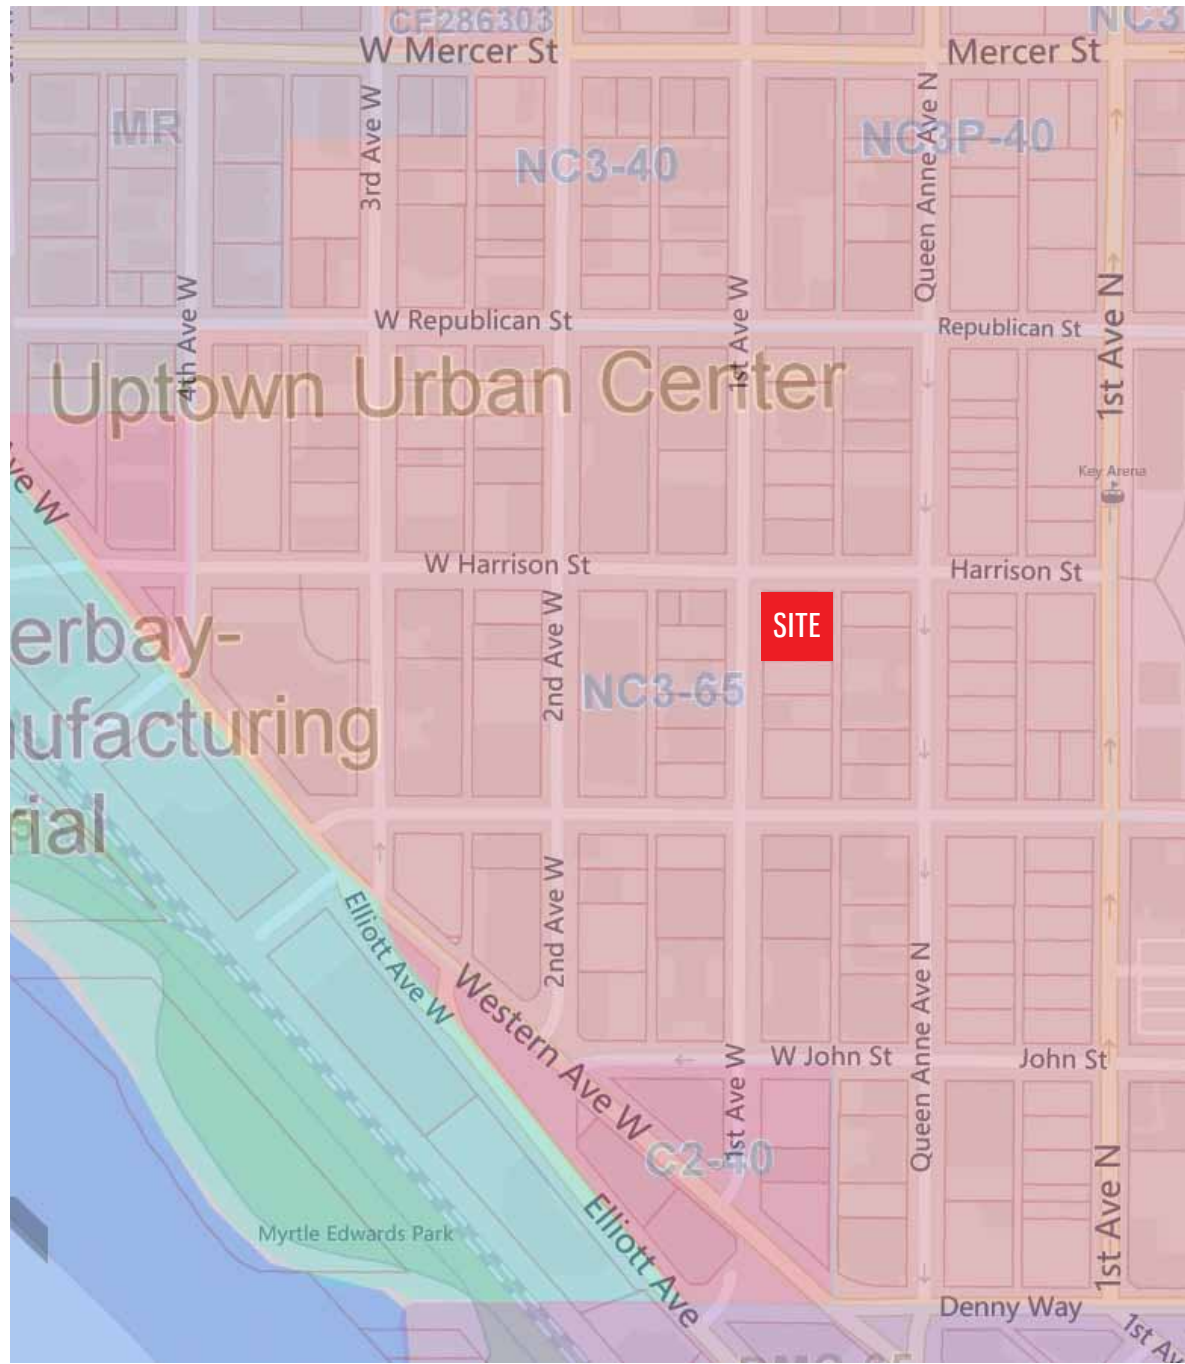 CF286303
NC3
W Mercer St
Mercer St
MR
3rd Ave W
NC3-40
Queen Anne Ave N
NC3P-40
4th Ave W
1st Ave W
1st Ave N
W Republican St
Republican St
Uptown Urban Center
Key Arena
ve W
W Harrison St
Harrison St
erbay-
2nd Ave W
SITE
NC3-65
ufacturing
rial
2nd Ave W
Elliott Ave W
Western Ave W
Queen Anne Ave N
1st Ave W
W John St
John St
C2-40
Myrtle Edwards Park
Elliott Ave
1st Ave N
Denny Way
1st Av